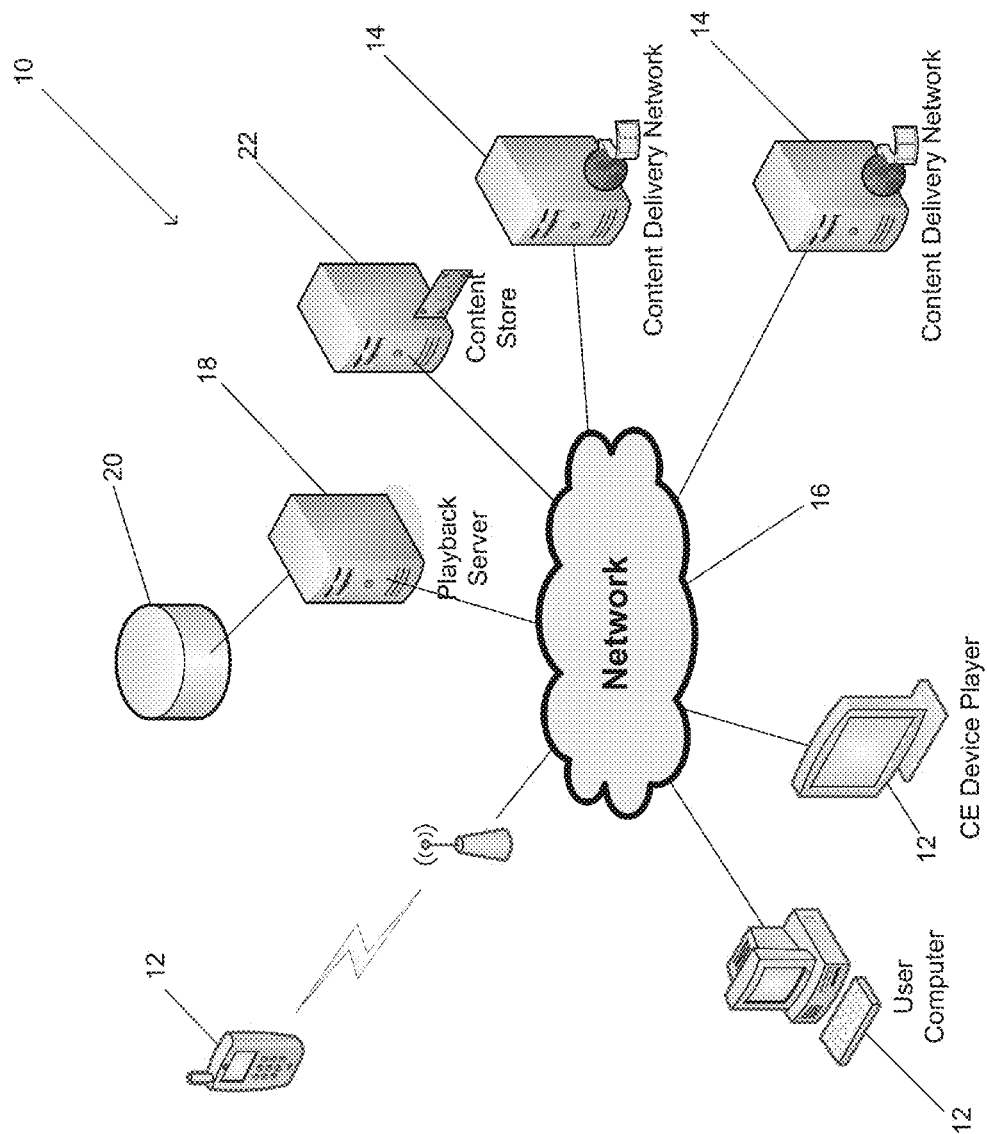 10
20
12
18
22
14
Playback
Server
Content
Store
Network
Content Delivery Network
14
16
User
Computer
12
Content Delivery Network
12
CE Device Player